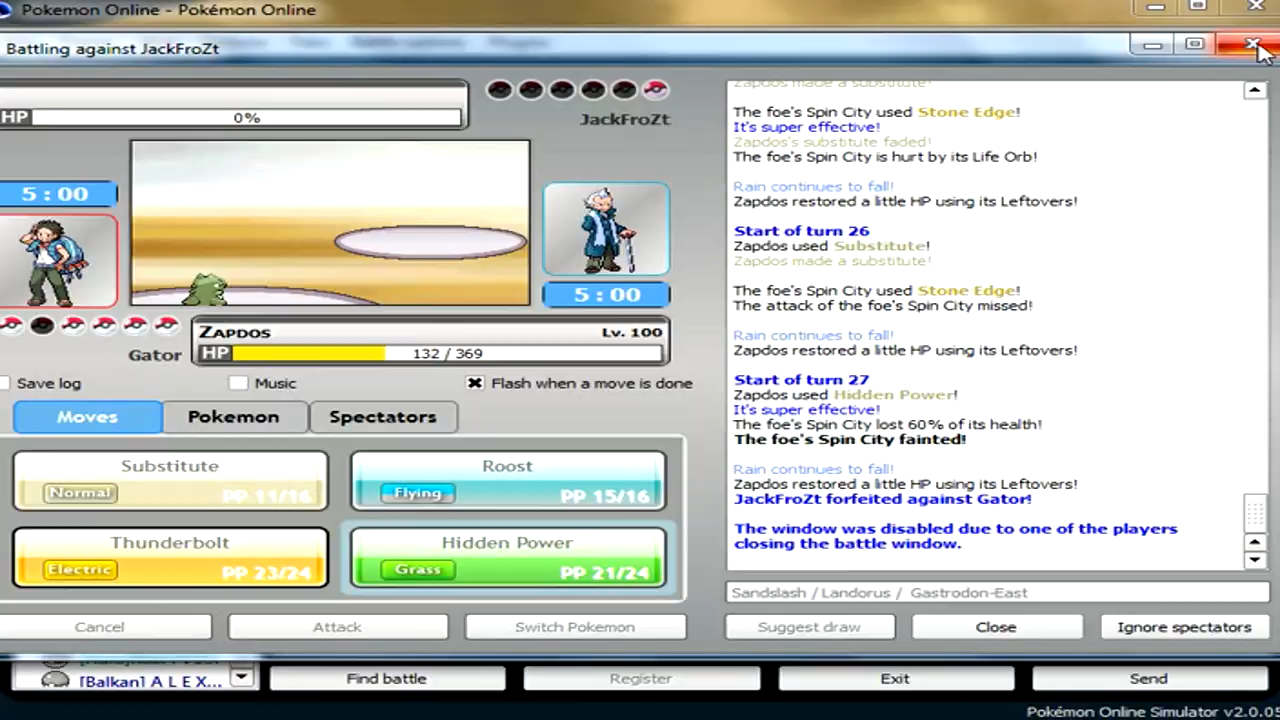 Pokemon Online - Pokémon Online
Battling against JackFroZt
HP 0%
JackFroZt
5:00
5:00
ZAPDOS Lv. 100
HP 132 / 369
Gator
Save log
Music
Flash when a move is done
Moves
Pokemon
Spectators
Substitute
Normal PP 11/16
Roost
Flying PP 15/16
Thunderbolt
Electric PP 23/24
Hidden Power
Grass PP 21/24
Cancel
Attack
Switch Pokemon
Zapdos made a substitute!
The foe's Spin City used Stone Edge!
It's super effective!
Zapdos's substitute faded!
The foe's Spin City is hurt by its Life Orb!
Rain continues to fall!
Zapdos restored a little HP using its Leftovers!
Start of turn 26
Zapdos used Substitute!
Zapdos made a substitute!
The foe's Spin City used Stone Edge!
The attack of the foe's Spin City missed!
Rain continues to fall!
Zapdos restored a little HP using its Leftovers!
Start of turn 27
Zapdos used Hidden Power!
It's super effective!
The foe's Spin City lost 60% of its health!
The foe's Spin City fainted!
Rain continues to fall!
Zapdos restored a little HP using its Leftovers!
JackFroZt forfeited against Gator!
The window was disabled due to one of the players
closing the battle window.
Sandslash / Landorus / Gastrodon-East
Suggest draw
Close
Ignore spectators
[Balkan] A L E X...
Find battle
Register
Exit
Send
Pokémon Online Simulator v2.0.05